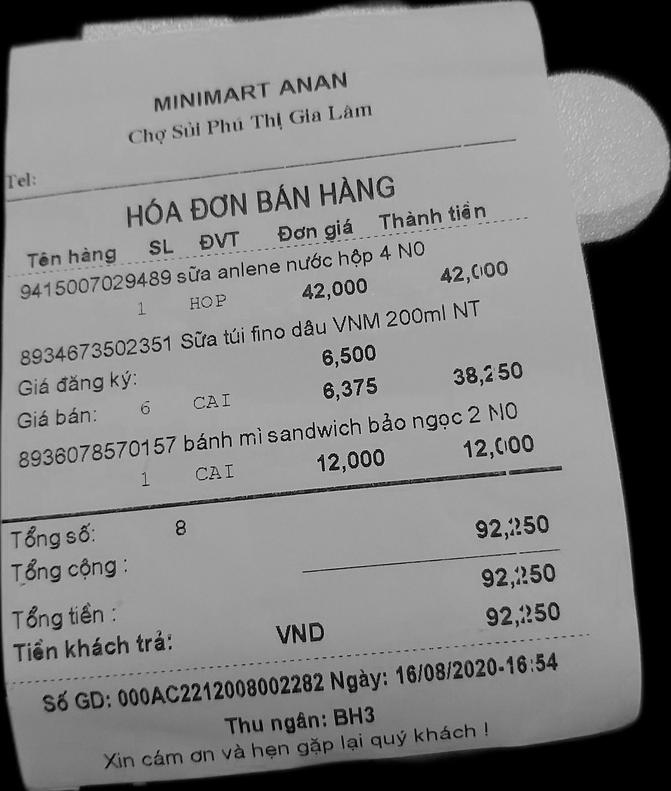 MINIMART ANAN
Chợ Sủi Phú Thị Gia Lâm
Tel:
HÓA ĐƠN BÁN HÀNG
Tên hàng SL ĐVT Đơn giá Thành tiền
9415007029489 sữa anlene nước hộp 4 N0
1 HOP 42,000 42,000
8934673502351 Sữa túi fino dâu VNM 200ml NT
Giá đăng ký: 6,500
Giá bán: 6 CAI 6,375 38,250
8936078570157 bánh mì sandwich bảo ngọc 2 N0
1 CAI 12,000 12,000
Tổng số: 8 92,250
Tổng cộng : 92,250
Tổng tiền : 92,250
Tiền khách trả: VND
Số GD: 000AC2212008002282 Ngày: 16/08/2020-16:54
Thu ngân: BH3
Xin cám ơn và hẹn gặp lại quý khách !